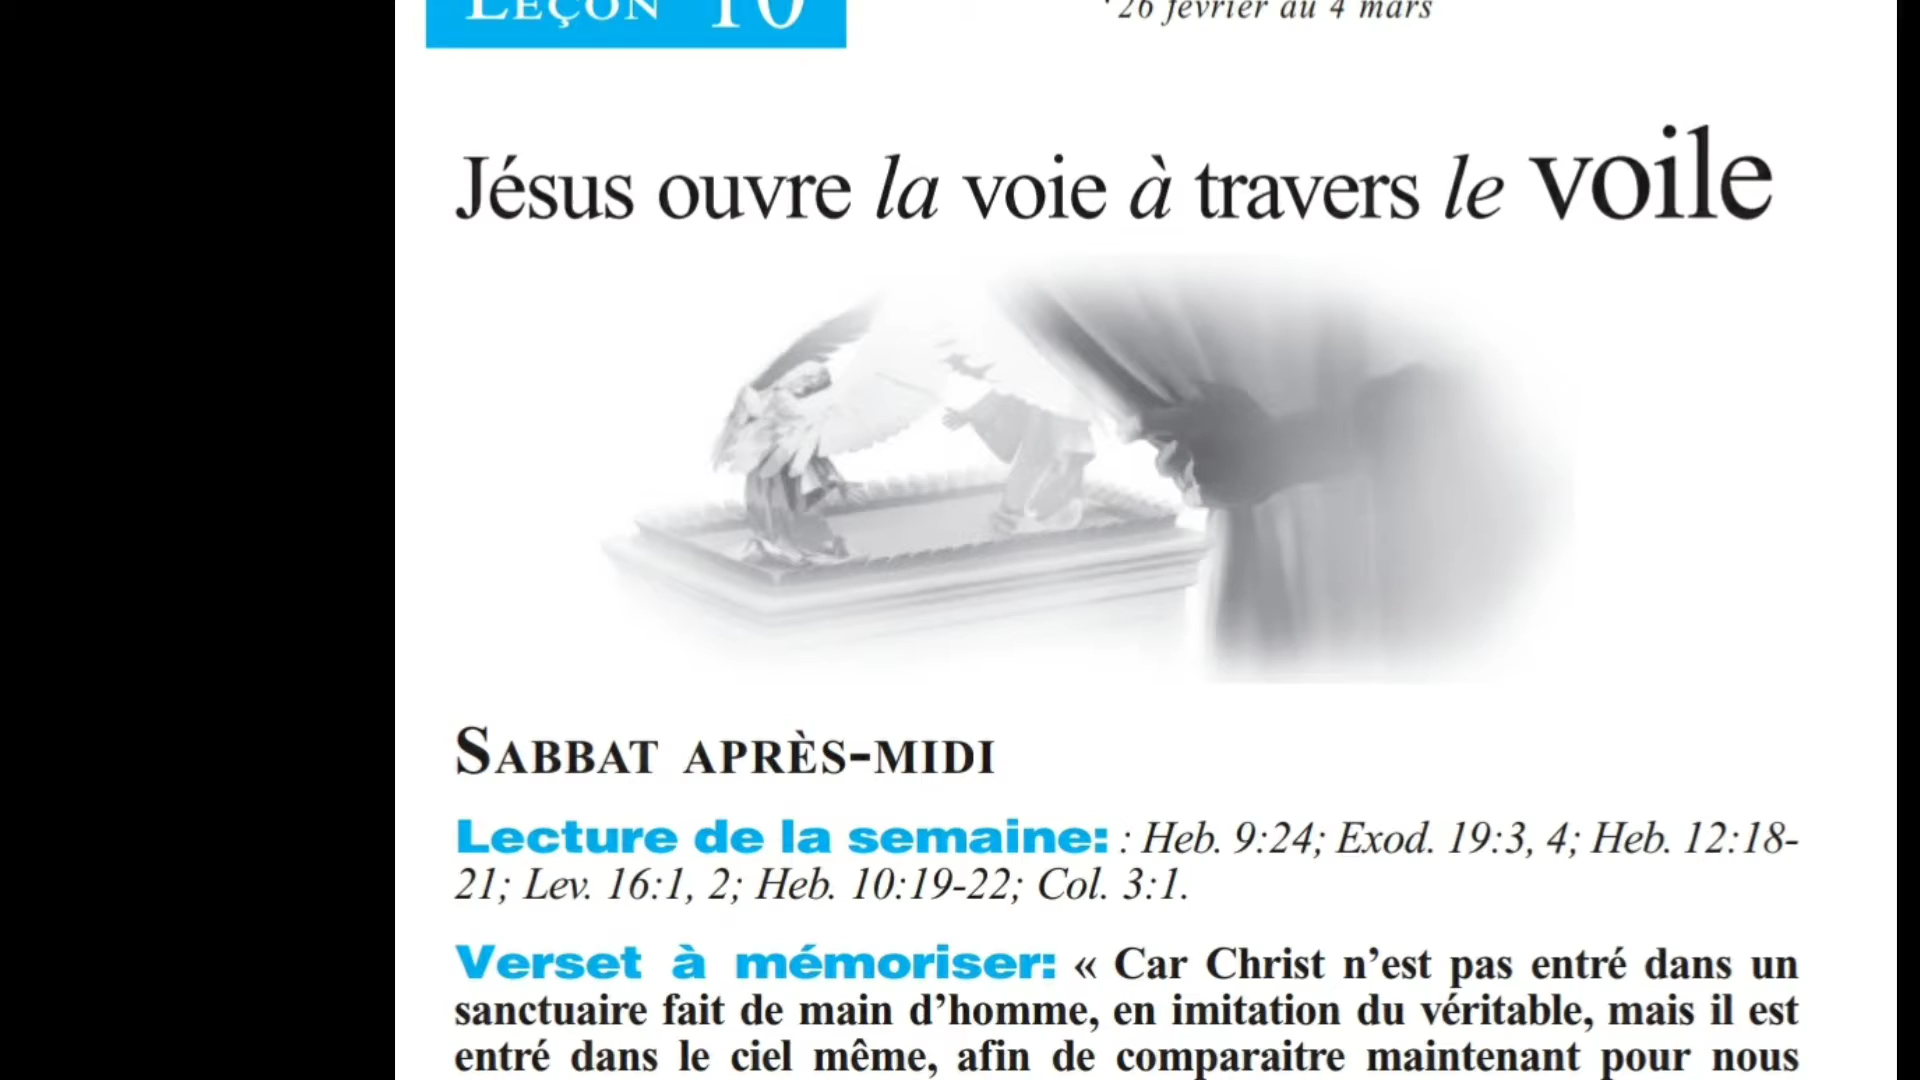 LEÇON 10
*26 février au 4 mars
Jésus ouvre la voie à travers le voile
SABBAT APRÈS-MIDI
Lecture de la semaine: : Heb. 9:24; Exod. 19:3, 4; Heb. 12:18-
21; Lev. 16:1, 2; Heb. 10:19-22; Col. 3:1.
Verset à mémoriser: « Car Christ n’est pas entré dans un
sanctuaire fait de main d’homme, en imitation du véritable, mais il est
entré dans le ciel même, afin de comparaitre maintenant pour nous